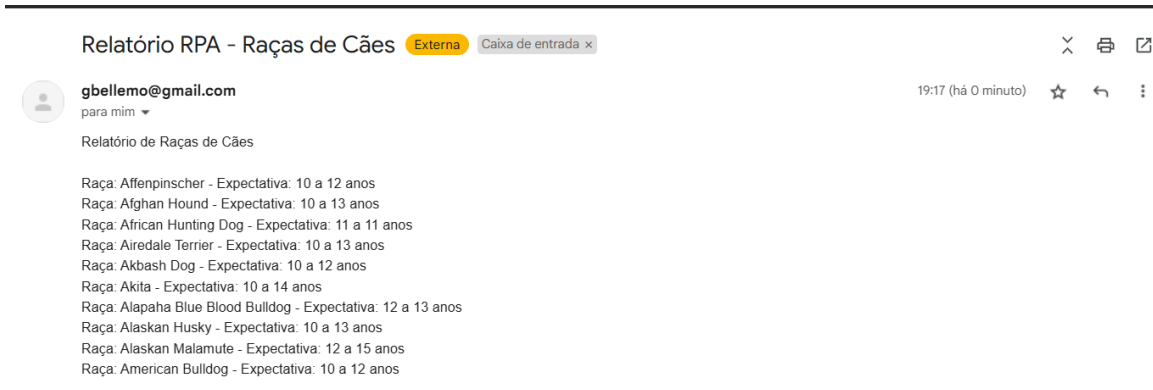 Relatório RPA - Raças de Cães Externa Caixa de entrada ×
gbellemo@gmail.com 19:17 (há 0 minuto)
para mim
Relatório de Raças de Cães
Raça: Affenpinscher - Expectativa: 10 a 12 anos
Raça: Afghan Hound - Expectativa: 10 a 13 anos
Raça: African Hunting Dog - Expectativa: 11 a 11 anos
Raça: Airedale Terrier - Expectativa: 10 a 13 anos
Raça: Akbash Dog - Expectativa: 10 a 12 anos
Raça: Akita - Expectativa: 10 a 14 anos
Raça: Alapaha Blue Blood Bulldog - Expectativa: 12 a 13 anos
Raça: Alaskan Husky - Expectativa: 10 a 13 anos
Raça: Alaskan Malamute - Expectativa: 12 a 15 anos
Raça: American Bulldog - Expectativa: 10 a 12 anos